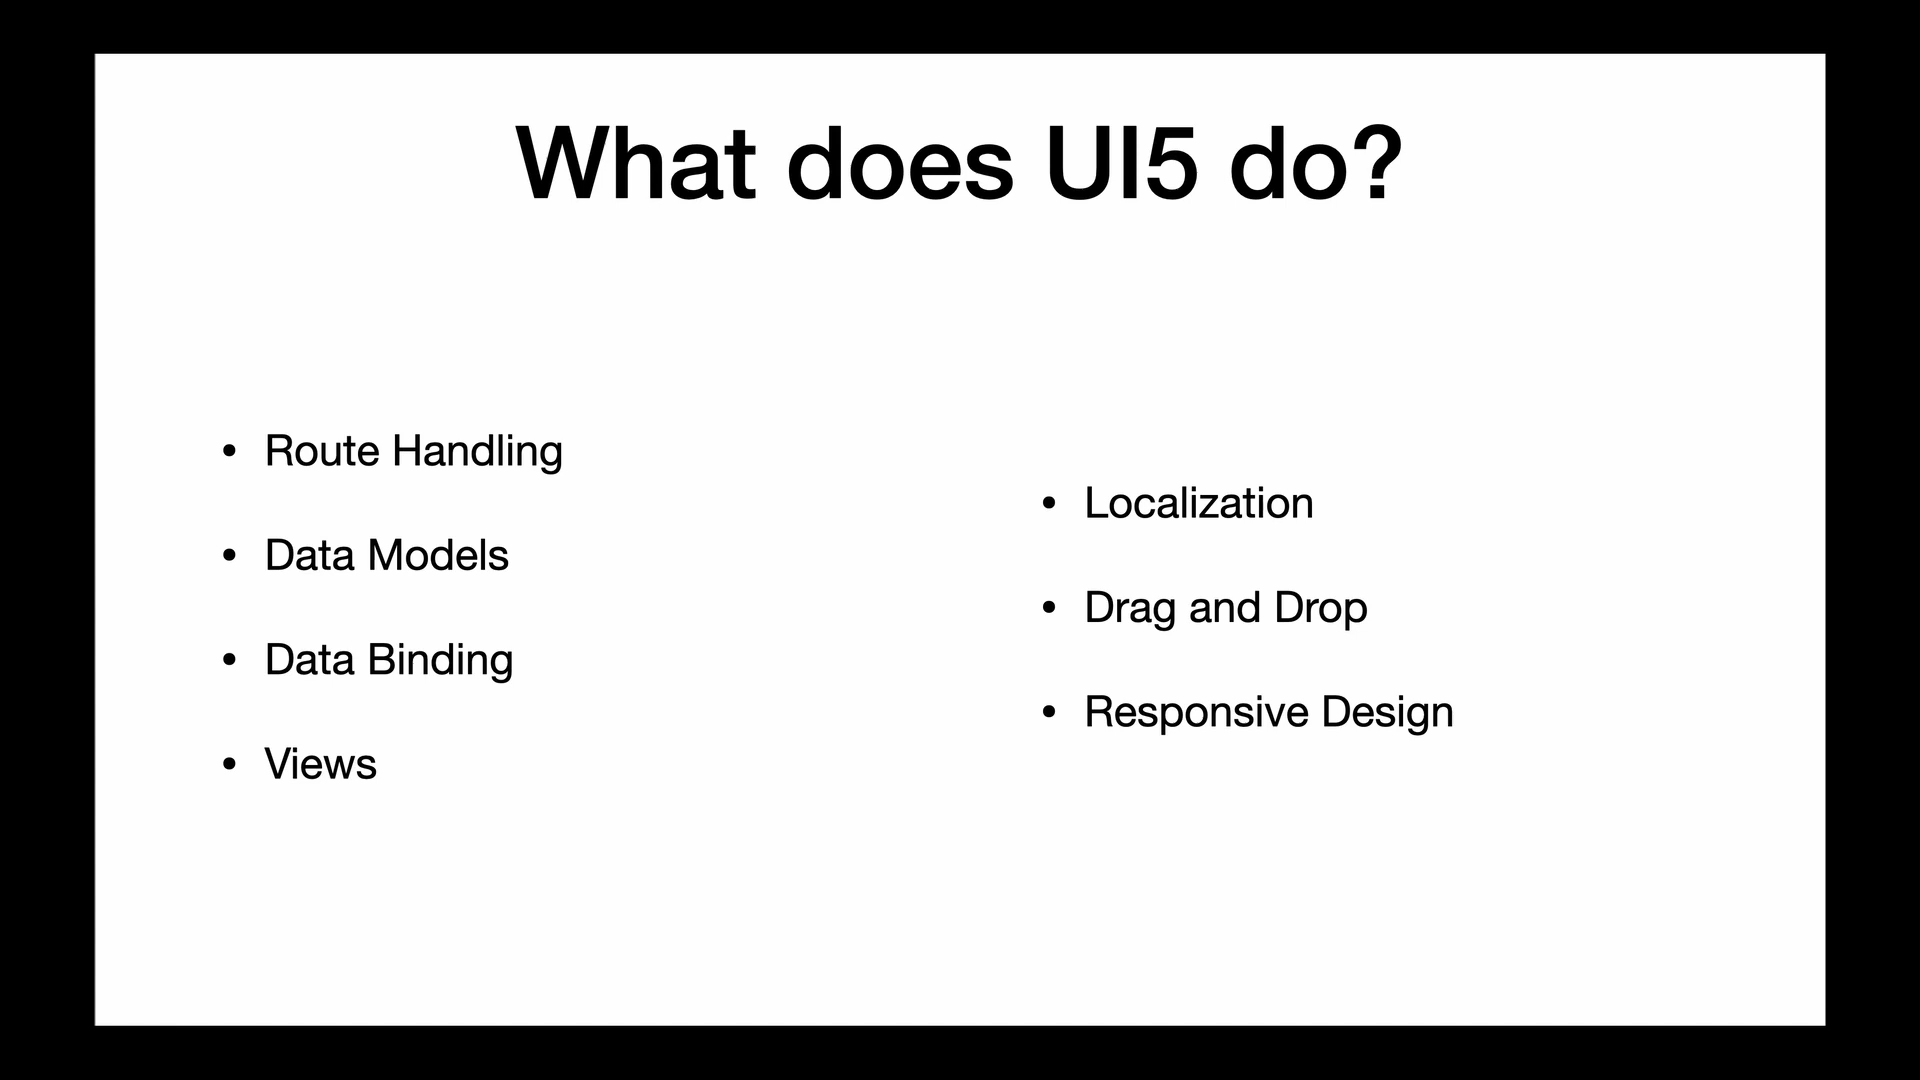 What does UI5 do?
• Route Handling
• Data Models
• Data Binding
• Views
• Localization
• Drag and Drop
• Responsive Design